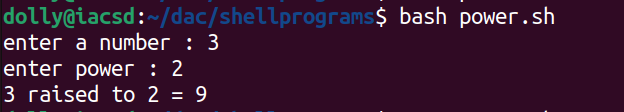 dolly@iacsd:~/dac/shellprograms$ bash power.sh
enter a number : 3
enter power : 2
3 raised to 2 = 9